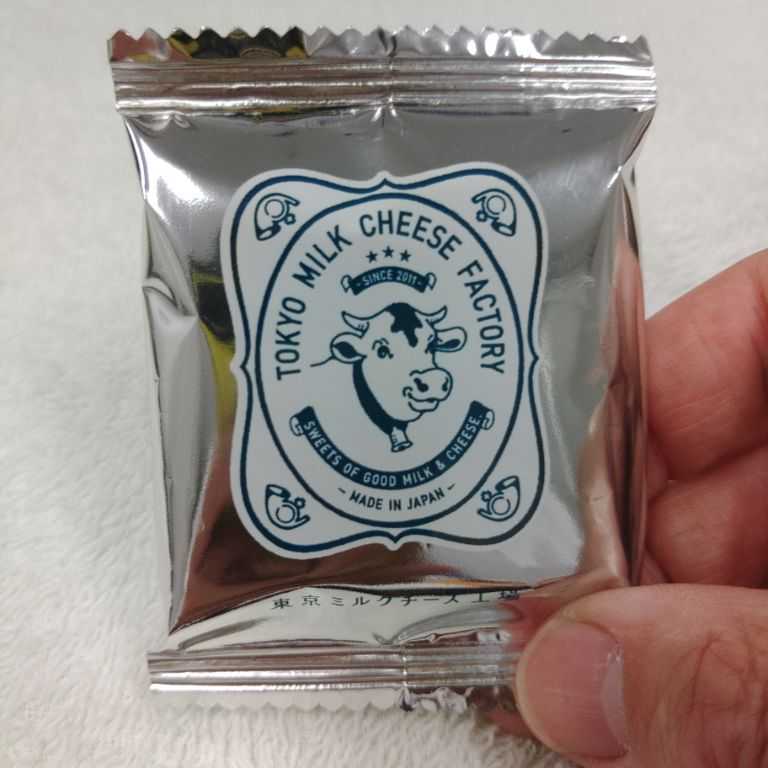 TOKYO MILK CHEESE FACTORY
- SINCE 2011 -
SWEETS OF GOOD MILK & CHEESE.
- MADE IN JAPAN -
東京ミルクチーズ工場